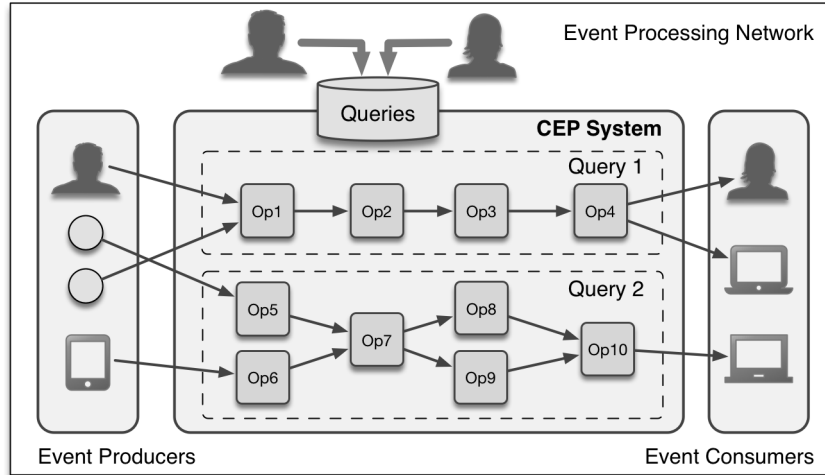 Event Processing Network
Queries
CEP System
Query 1
Op1
Op2
Op3
Op4
Query 2
Op5
Op6
Op7
Op8
Op9
Op10
Event Producers
Event Consumers